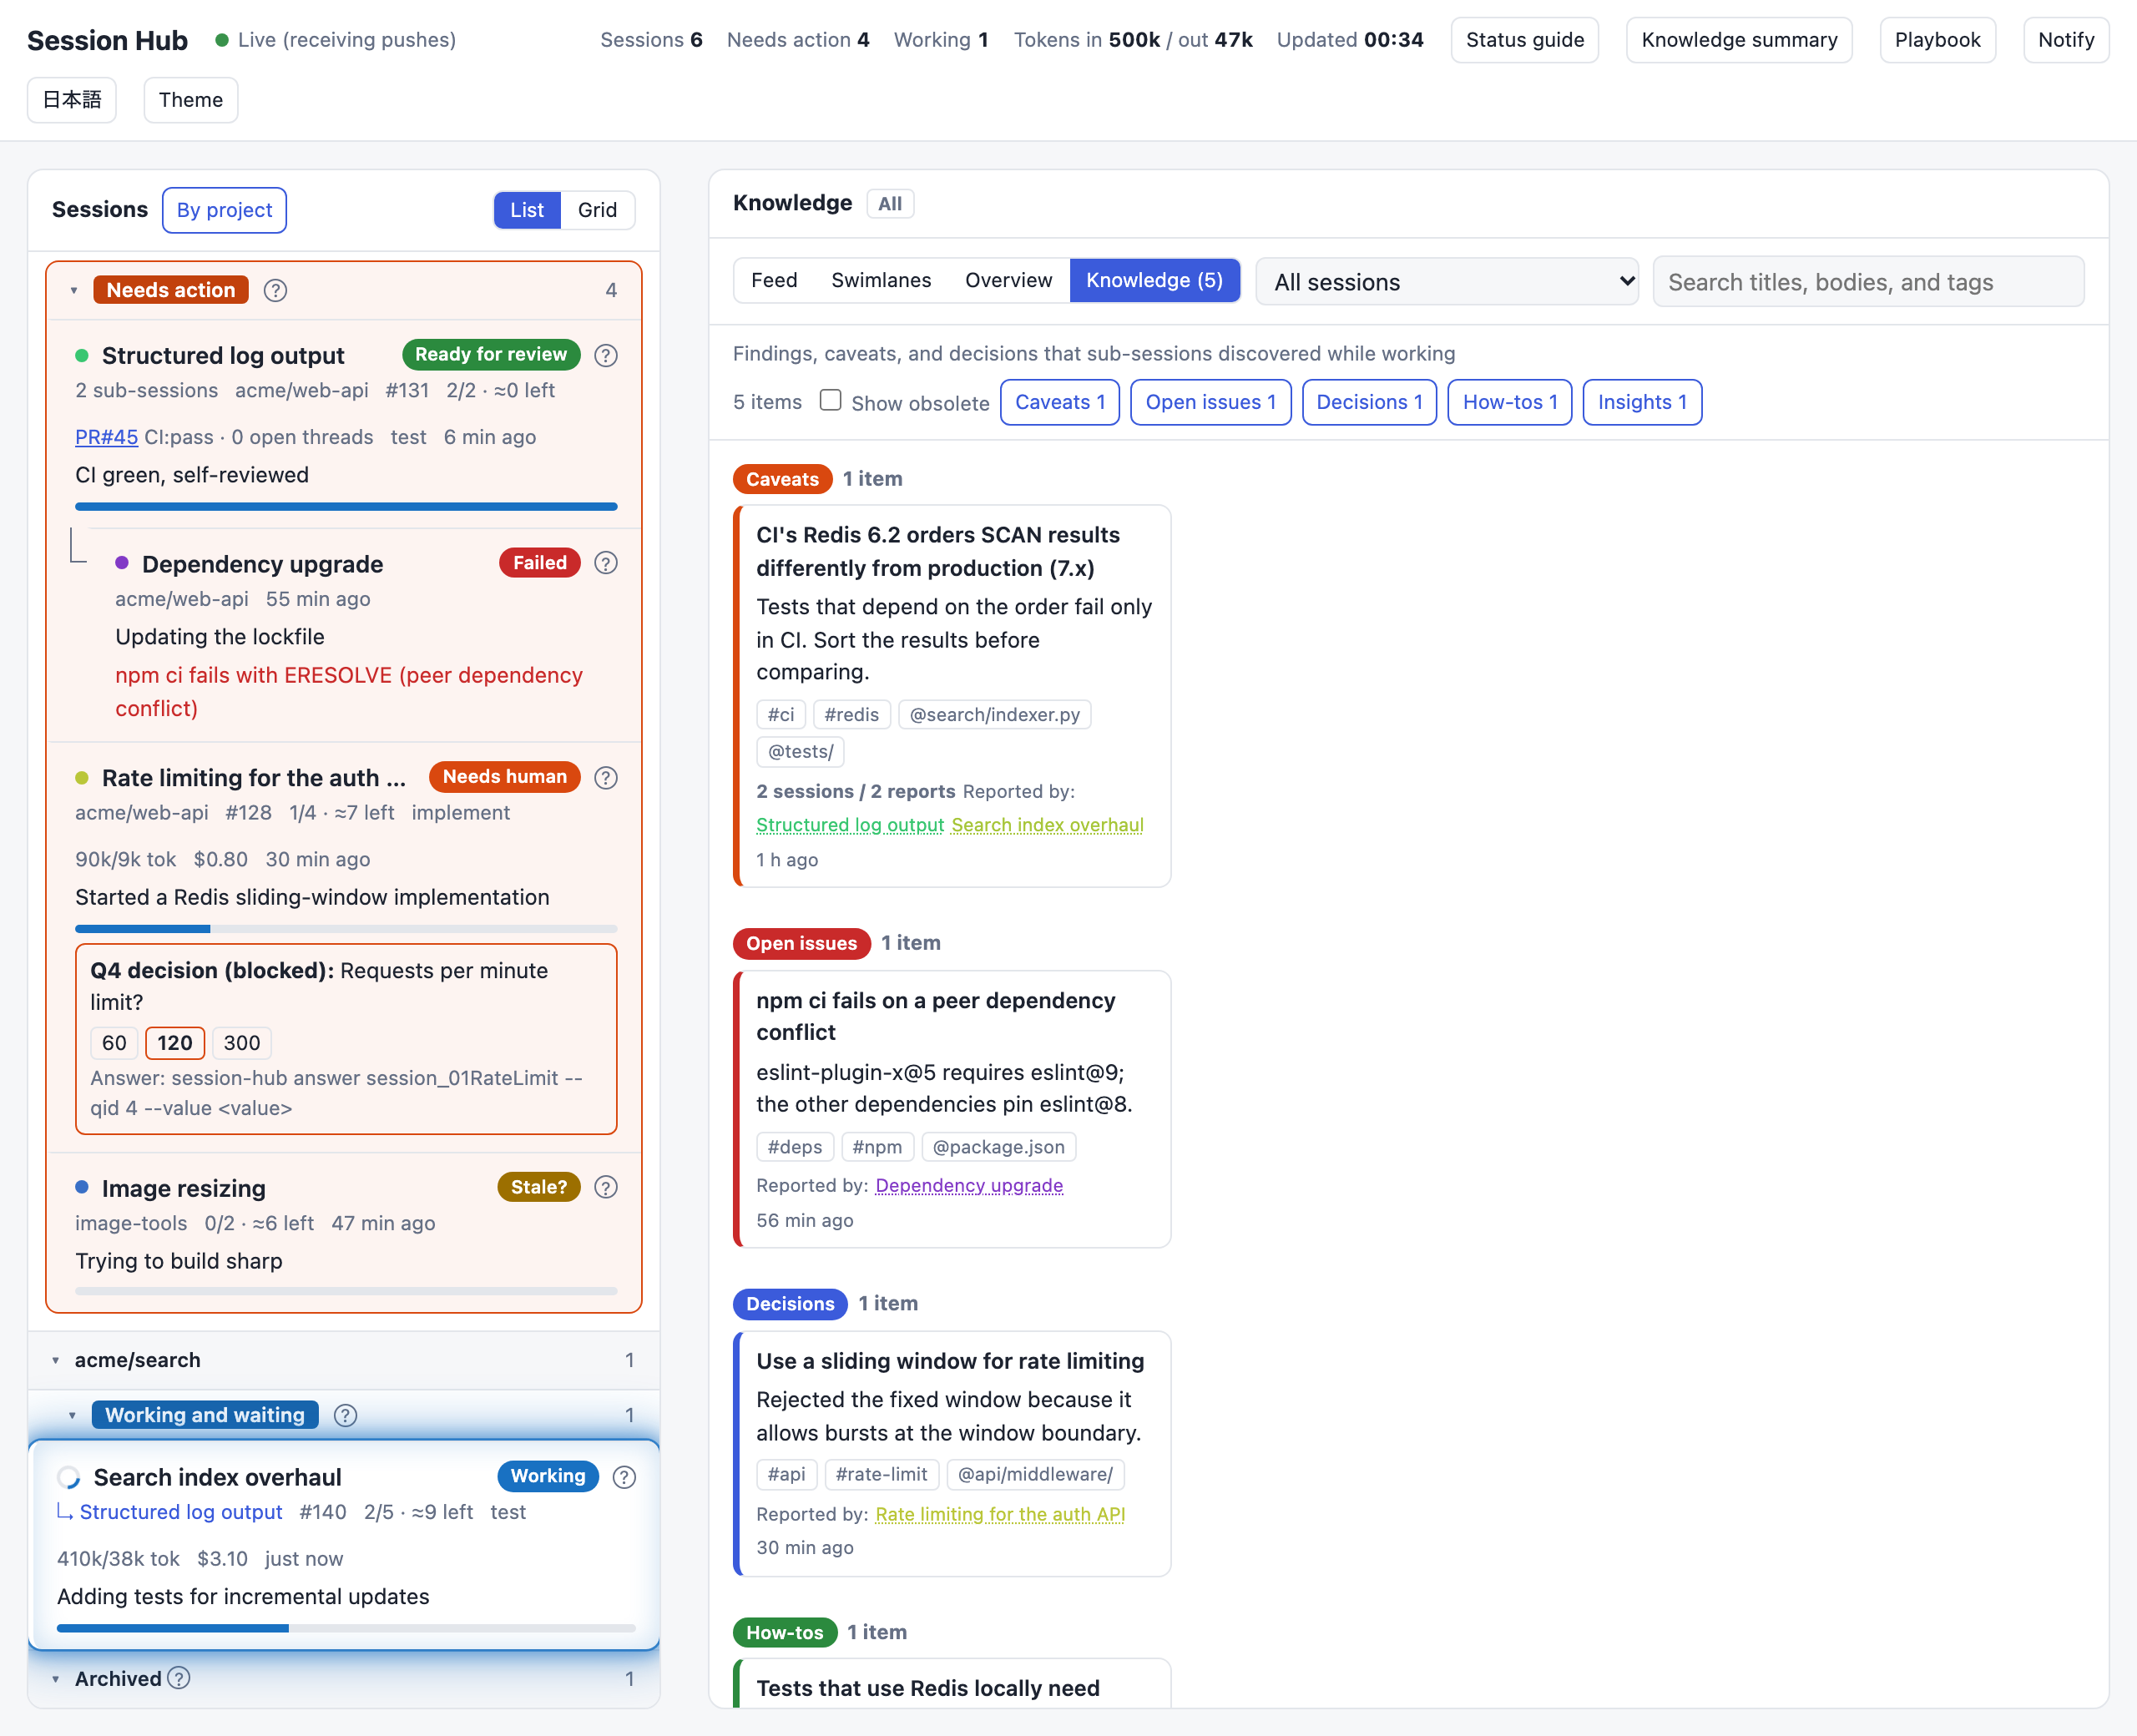 Session Hub
Live (receiving pushes)
Sessions 6
Needs action 4
Working 1
Tokens in 500k / out 47k
Updated 00:34
Status guide
Knowledge summary
Playbook
Notify
日本語
Theme
Sessions
By project
List
Grid
Needs action
?
4
Structured log output
Ready for review
?
2 sub-sessions acme/web-api #131 2/2 · ≈0 left
PR#45 CI:pass · 0 open threads test 6 min ago
CI green, self-reviewed
Dependency upgrade
Failed
?
acme/web-api 55 min ago
Updating the lockfile
npm ci fails with ERESOLVE (peer dependency
conflict)
Rate limiting for the auth ...
Needs human
?
acme/web-api #128 1/4 · ≈7 left implement
90k/9k tok $0.80 30 min ago
Started a Redis sliding-window implementation
Q4 decision (blocked): Requests per minute
limit?
60 120 300
Answer: session-hub answer session_01RateLimit --
qid 4 --value <value>
Image resizing
Stale?
?
image-tools 0/2 · ≈6 left 47 min ago
Trying to build sharp
acme/search
1
Working and waiting
?
1
Search index overhaul
Working
?
Structured log output #140 2/5 · ≈9 left test
410k/38k tok $3.10 just now
Adding tests for incremental updates
Archived
?
1
Knowledge
All
Feed
Swimlanes
Overview
Knowledge (5)
All sessions
Search titles, bodies, and tags
Findings, caveats, and decisions that sub-sessions discovered while working
5 items
Show obsolete
Caveats 1
Open issues 1
Decisions 1
How-tos 1
Insights 1
Caveats
1 item
CI's Redis 6.2 orders SCAN results
differently from production (7.x)
Tests that depend on the order fail only
in CI. Sort the results before
comparing.
#ci #redis @search/indexer.py
@tests/
2 sessions / 2 reports Reported by:
Structured log output Search index overhaul
1 h ago
Open issues
1 item
npm ci fails on a peer dependency
conflict
eslint-plugin-x@5 requires eslint@9;
the other dependencies pin eslint@8.
#deps #npm @package.json
Reported by: Dependency upgrade
56 min ago
Decisions
1 item
Use a sliding window for rate limiting
Rejected the fixed window because it
allows bursts at the window boundary.
#api #rate-limit @api/middleware/
Reported by: Rate limiting for the auth API
30 min ago
How-tos
1 item
Tests that use Redis locally need